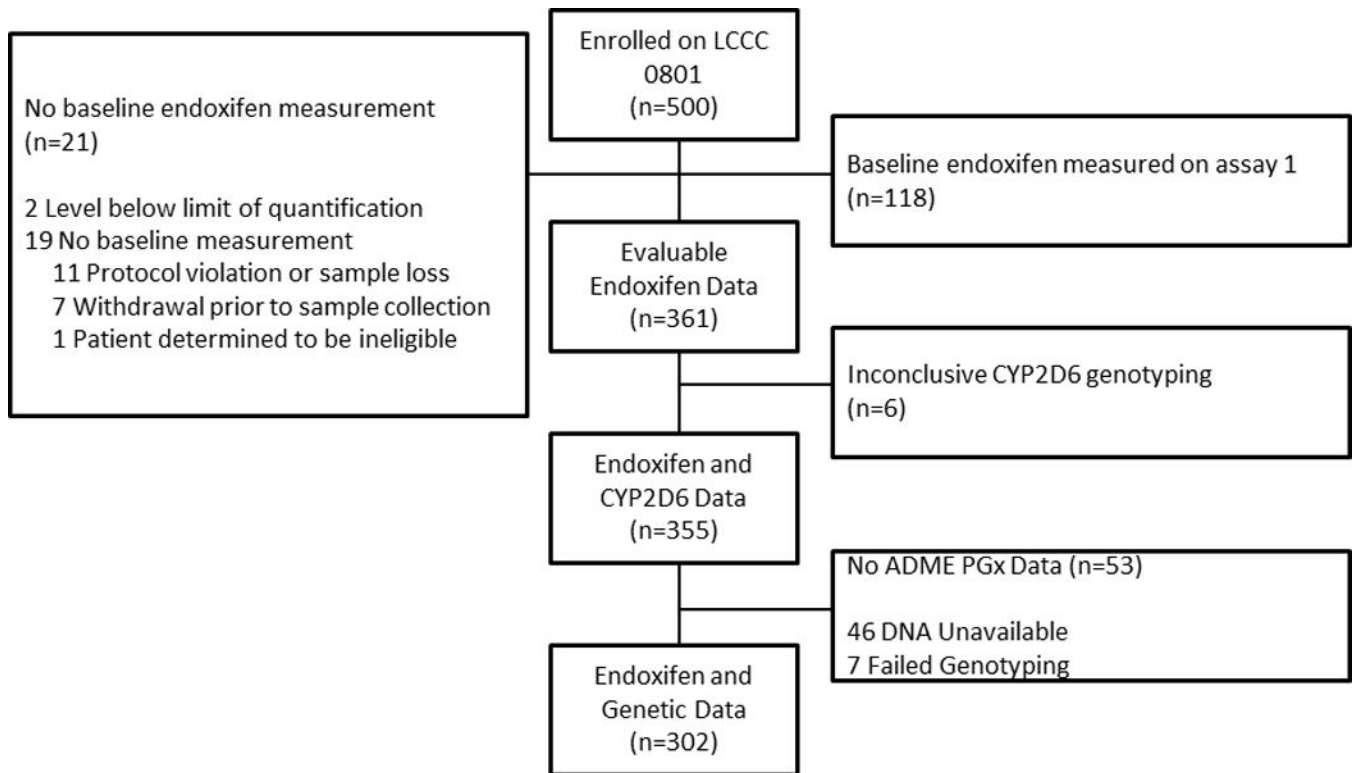 Enrolled on LCCC
0801
(n=500)
No baseline endoxifen measurement
(n=21)
2 Level below limit of quantification
19 No baseline measurement
11 Protocol violation or sample loss
7 Withdrawal prior to sample collection
1 Patient determined to be ineligible
Baseline endoxifen measured on assay 1
(n=118)
Evaluable
Endoxifen Data
(n=361)
Inconclusive CYP2D6 genotyping
(n=6)
Endoxifen and
CYP2D6 Data
(n=355)
No ADME PGx Data (n=53)
46 DNA Unavailable
7 Failed Genotyping
Endoxifen and
Genetic Data
(n=302)